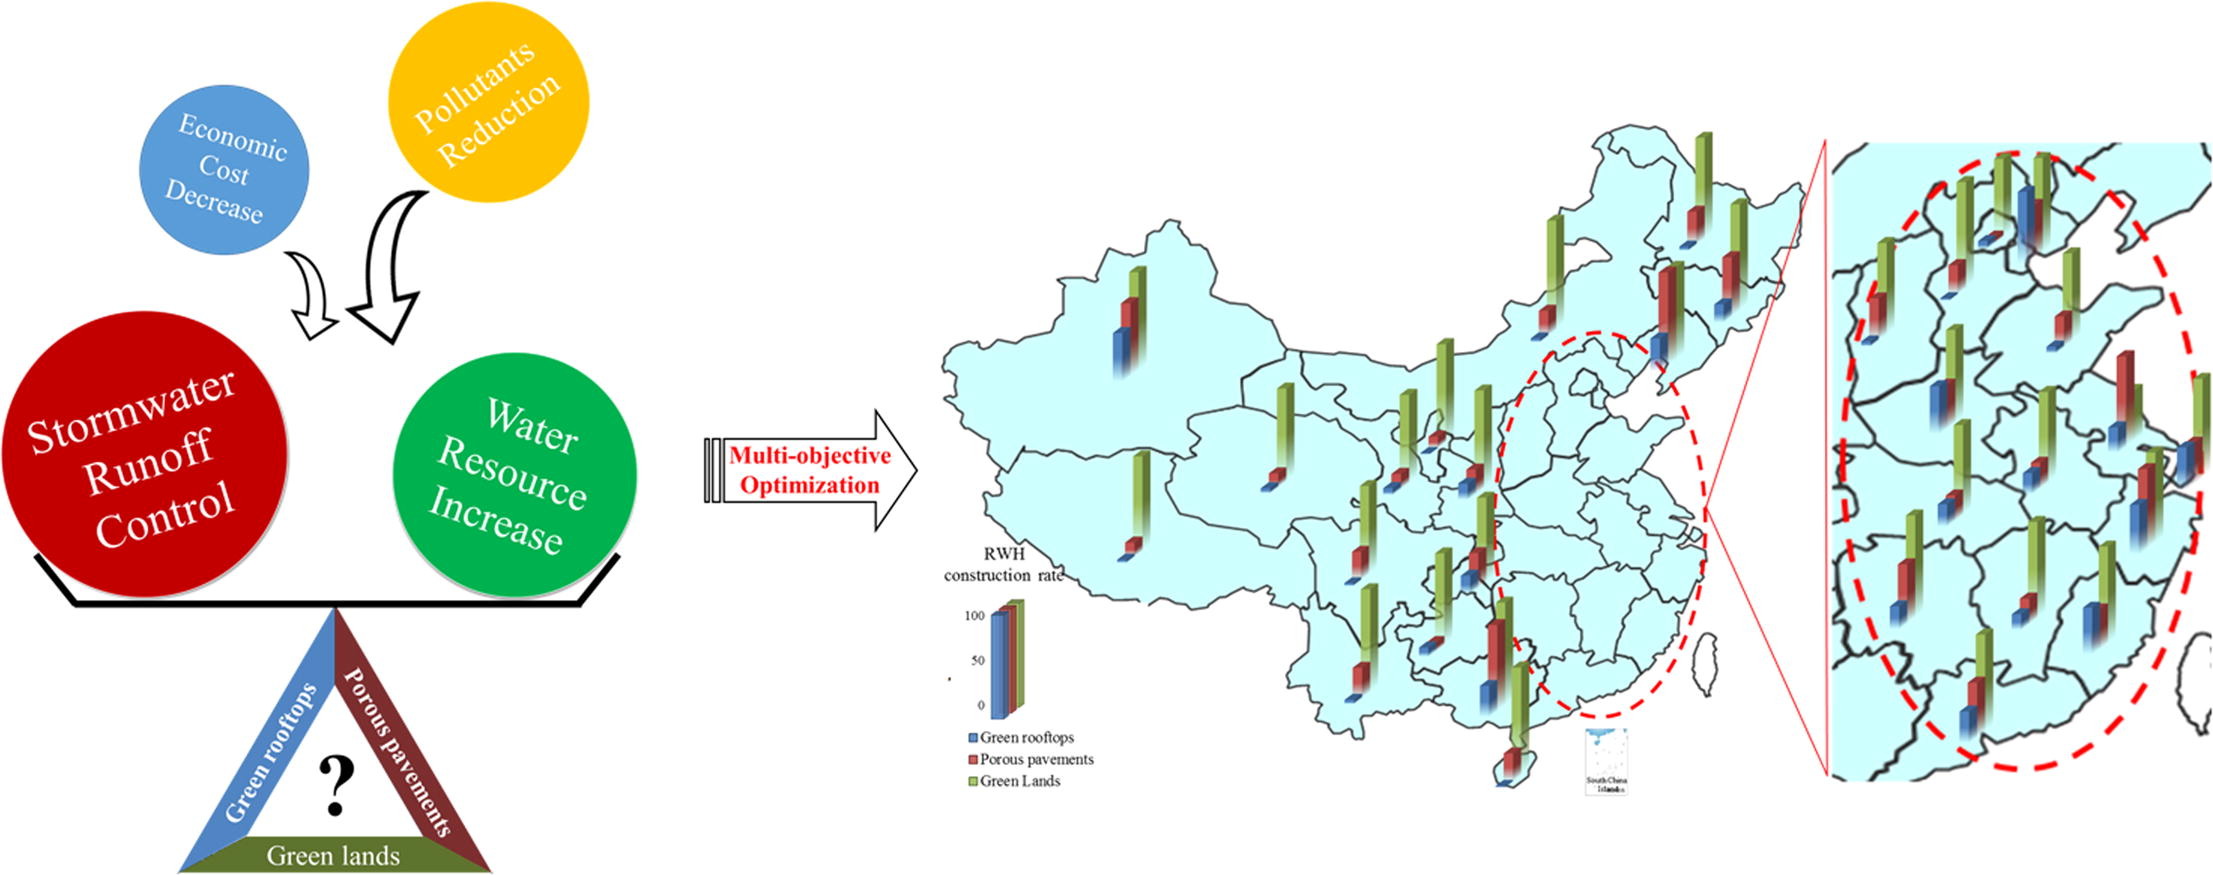 Economic
Cost
Decrease
Pollutants
Reduction
Stormwater
Runoff
Control
Water
Resource
Increase
Green rooftops
Porous pavements
?
Green lands
Multi-objective
Optimization
RWH
construction rate
100
50
0
Green rooftops
Porous pavements
Green Lands
South China